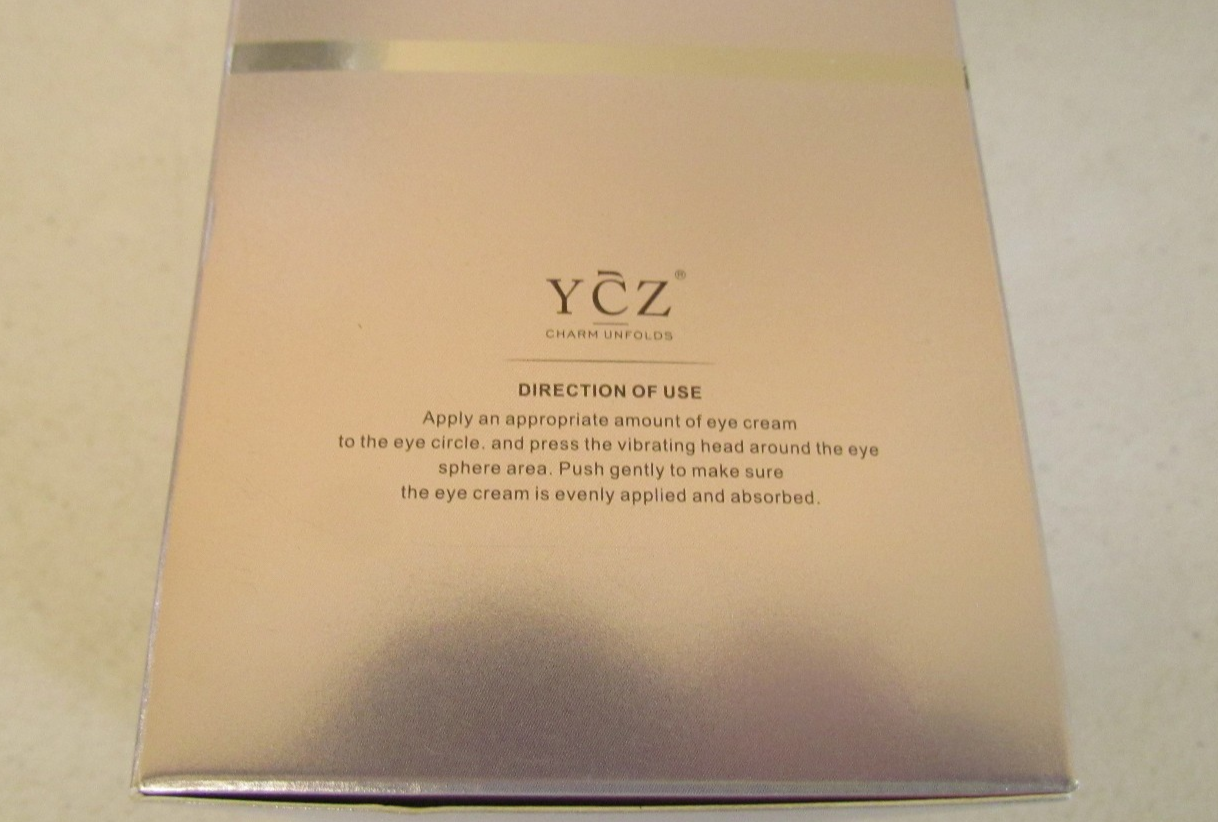 YC̄Z®
CHARM UNFOLDS
DIRECTION OF USE
Apply an appropriate amount of eye cream
to the eye circle. and press the vibrating head around the eye
sphere area. Push gently to make sure
the eye cream is evenly applied and absorbed.